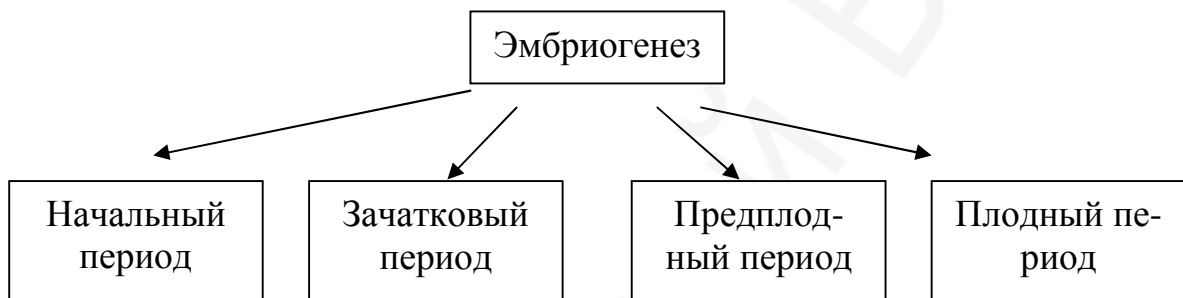 Эмбриогенез
Начальный
период
Зачатковый
период
Предплод-
ный период
Плодный пе-
риод